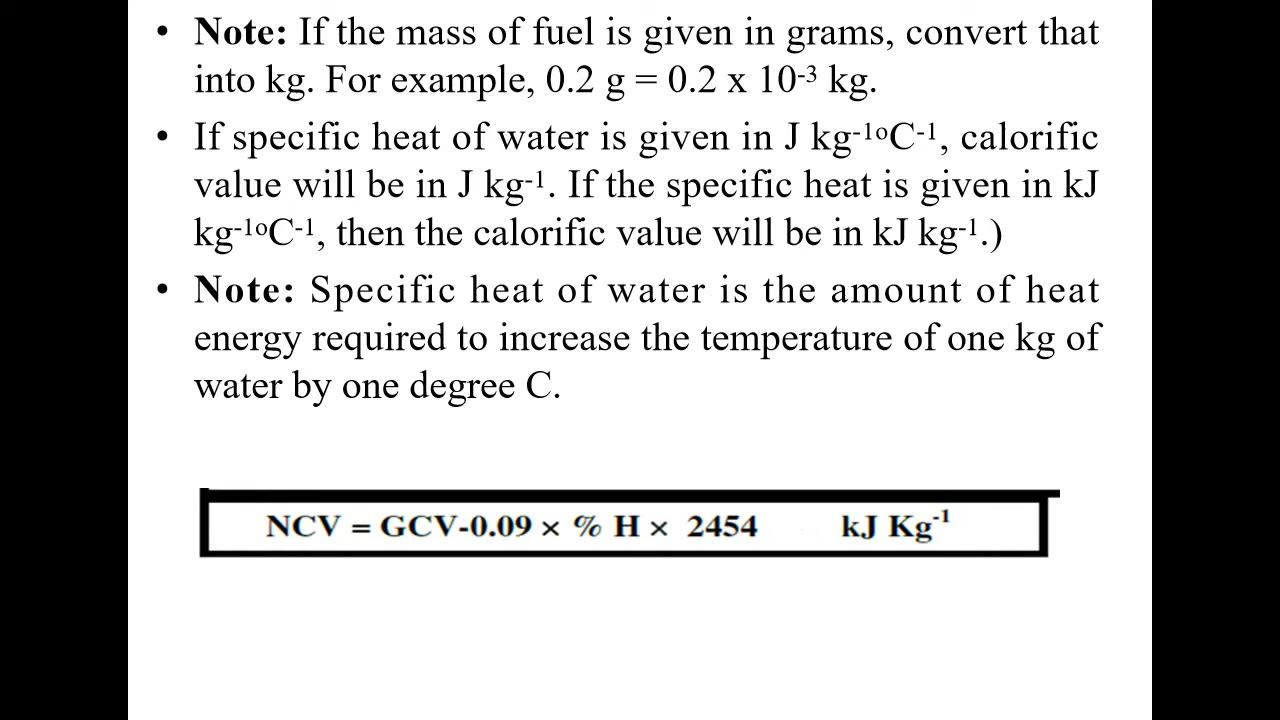 • Note: If the mass of fuel is given in grams, convert that
into kg. For example, 0.2 g = 0.2 x 10⁻³ kg.
• If specific heat of water is given in J kg⁻¹ᵒC⁻¹, calorific
value will be in J kg⁻¹. If the specific heat is given in kJ
kg⁻¹ᵒC⁻¹, then the calorific value will be in kJ kg⁻¹.)
• Note: Specific heat of water is the amount of heat
energy required to increase the temperature of one kg of
water by one degree C.
NCV = GCV-0.09 × % H × 2454 kJ Kg⁻¹